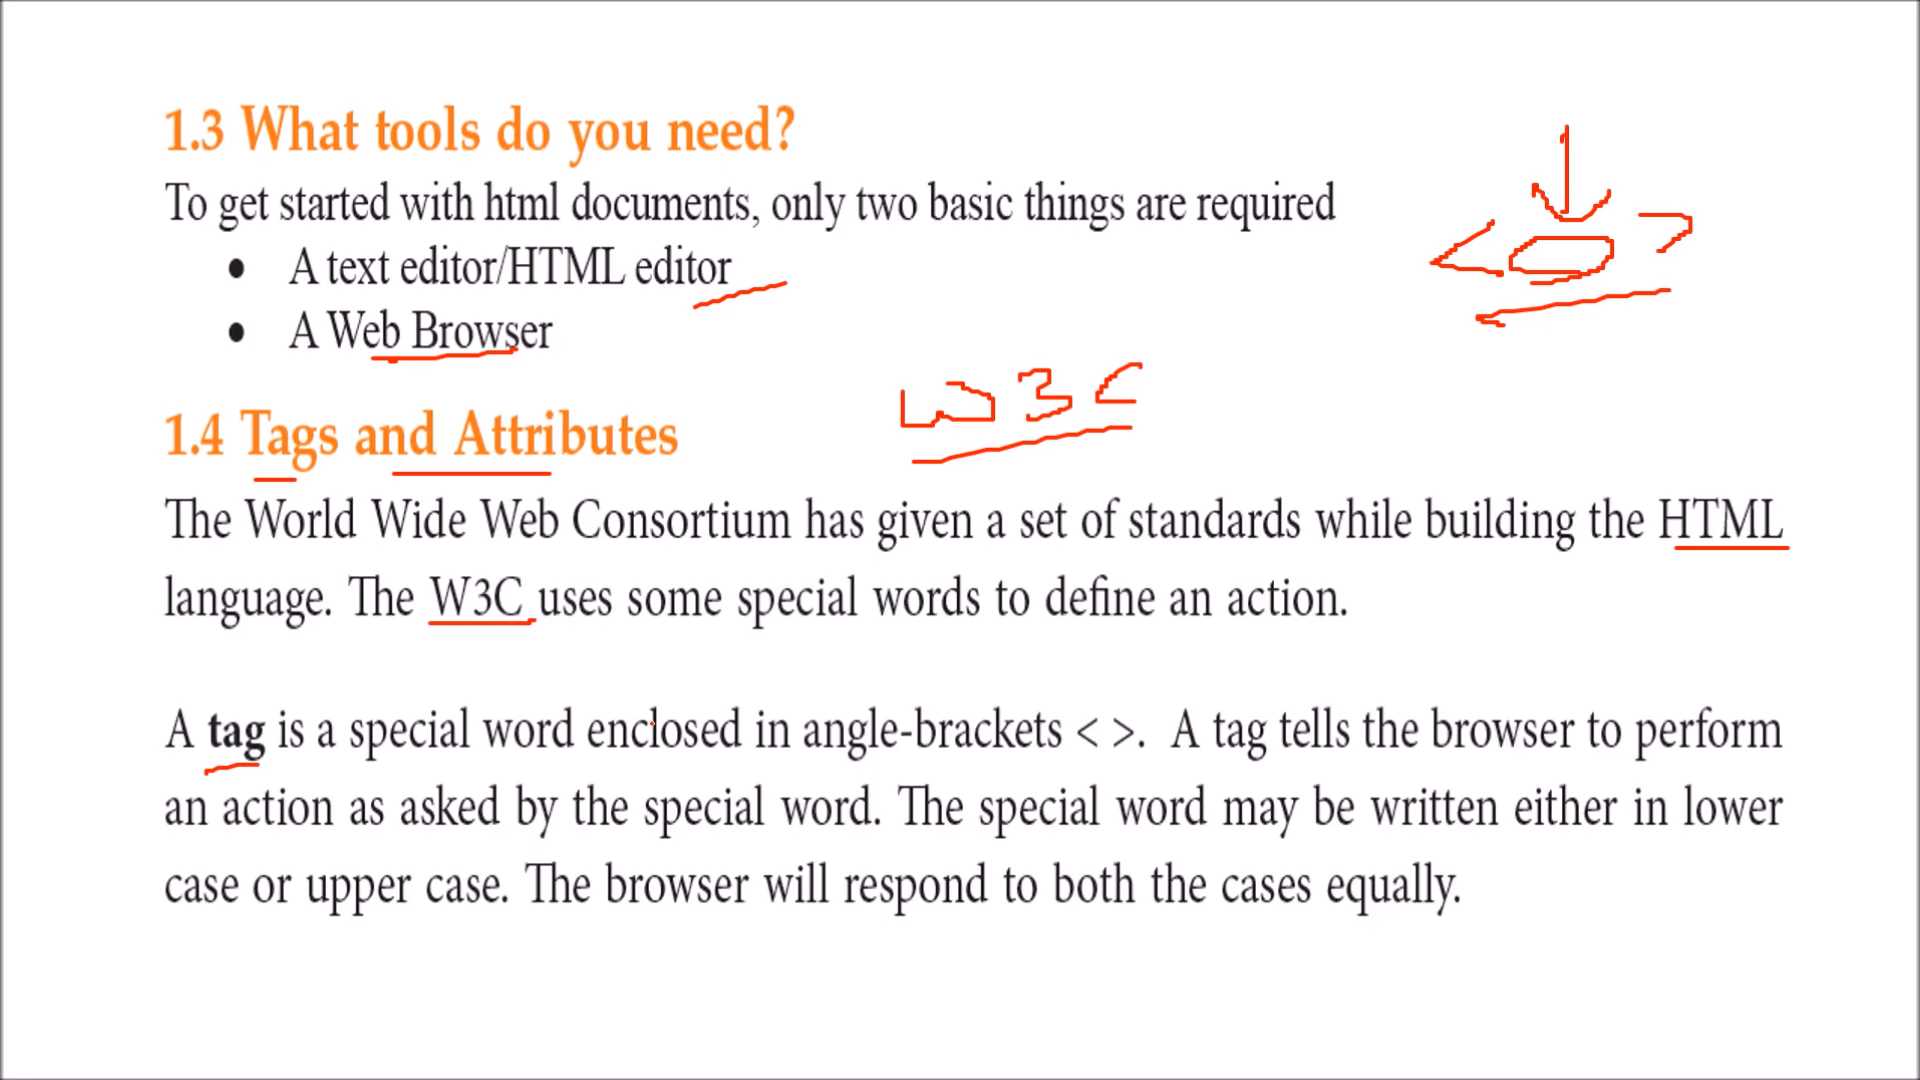 1.3 What tools do you need?
To get started with html documents, only two basic things are required
• A text editor/HTML editor
• A Web Browser
W3C
< >
1.4 Tags and Attributes
The World Wide Web Consortium has given a set of standards while building the HTML
language. The W3C uses some special words to define an action.
A tag is a special word enclosed in angle-brackets < >. A tag tells the browser to perform
an action as asked by the special word. The special word may be written either in lower
case or upper case. The browser will respond to both the cases equally.